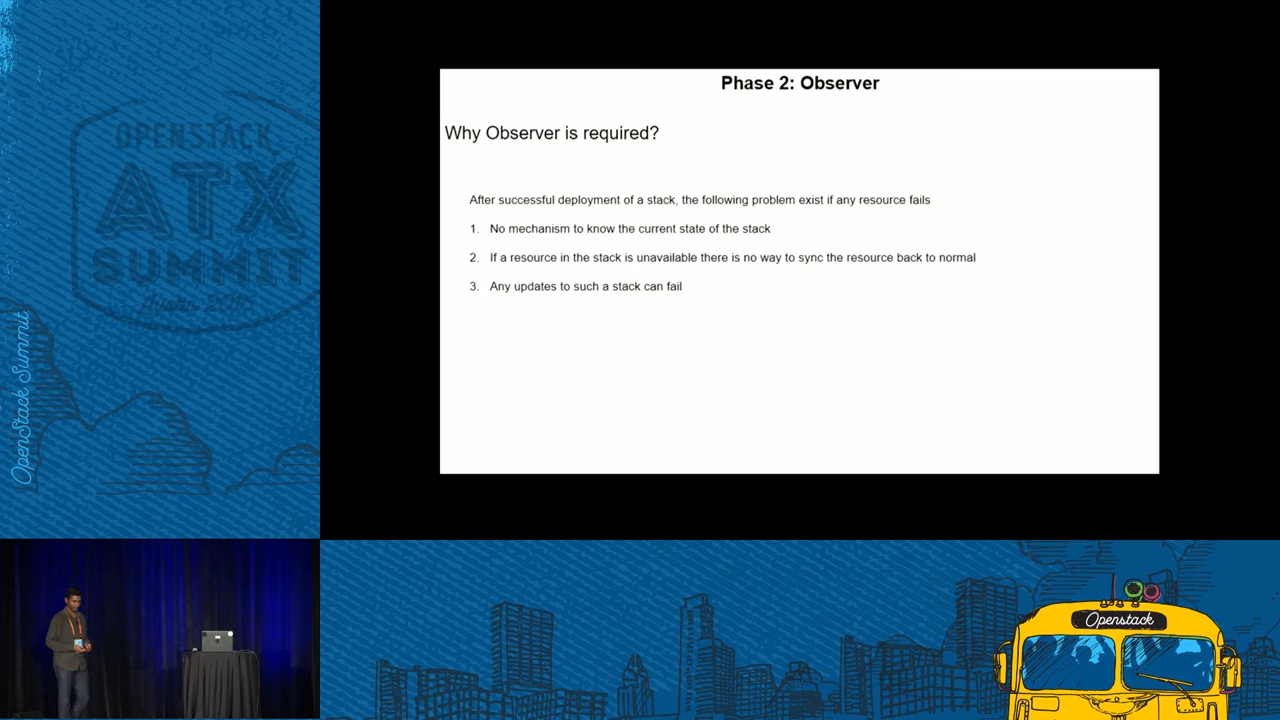 OPENSTACK
ATX
SUMMIT
Austin 2016
OpenStack Summit
Phase 2: Observer
Why Observer is required?
After successful deployment of a stack, the following problem exist if any resource fails
1. No mechanism to know the current state of the stack
2. If a resource in the stack is unavailable there is no way to sync the resource back to normal
3. Any updates to such a stack can fail
Openstack